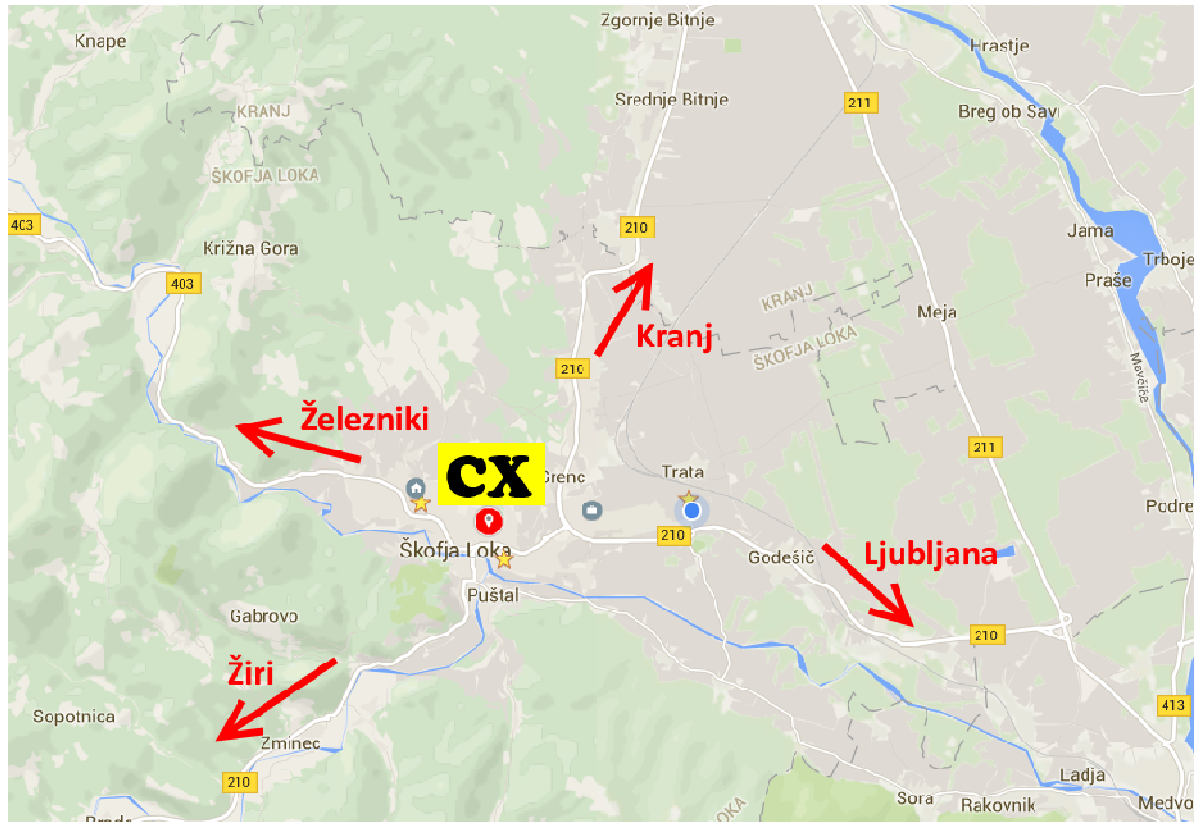 Zgornje Bitnje
Knape
Hrastje
Srednje Bitnje
211
Breg ob Savi
KRANJ
ŠKOFJA LOKA
403
210
Jama
Križna Gora
Trboje
403
Praše
KRANJ
Meja
Kranj
ŠKOFJA LOKA
210
Mavčiče
Železniki
211
cx
Grenc
Trata
Podre
210
Škofja Loka
Godešič
Ljubljana
Puštal
Gabrovo
210
Žiri
413
Sopotnica
Zminec
210
Ladja
Sora
Rakovnik
Medvo
LOKA